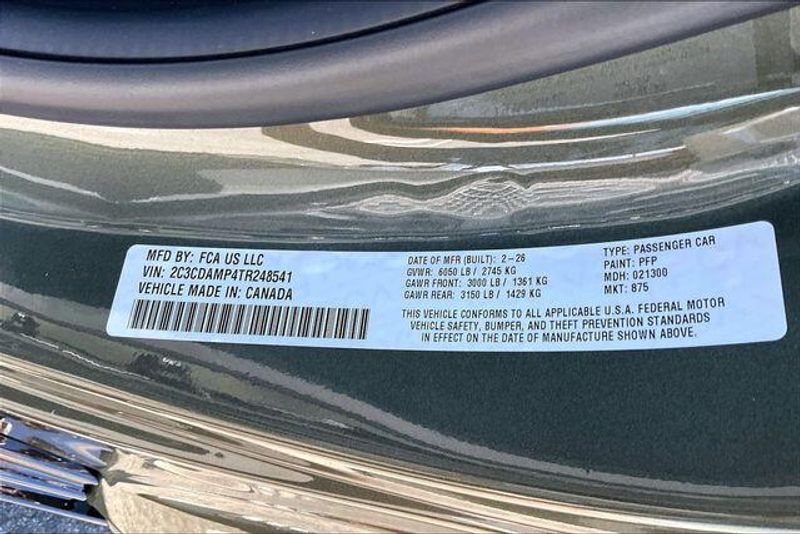 MFD BY: FCA US LLC
VIN: 2C3CDAMP4TR248541
VEHICLE MADE IN: CANADA
DATE OF MFR (BUILT): 2-26
GVWR: 6050 LB / 2745 KG
GAWR FRONT: 3000 LB / 1361 KG
GAWR REAR: 3150 LB / 1429 KG
TYPE: PASSENGER CAR
PAINT: PFP
MDH: 021300
MKT: 875
THIS VEHICLE CONFORMS TO ALL APPLICABLE U.S.A. FEDERAL MOTOR
VEHICLE SAFETY, BUMPER, AND THEFT PREVENTION STANDARDS
IN EFFECT ON THE DATE OF MANUFACTURE SHOWN ABOVE.